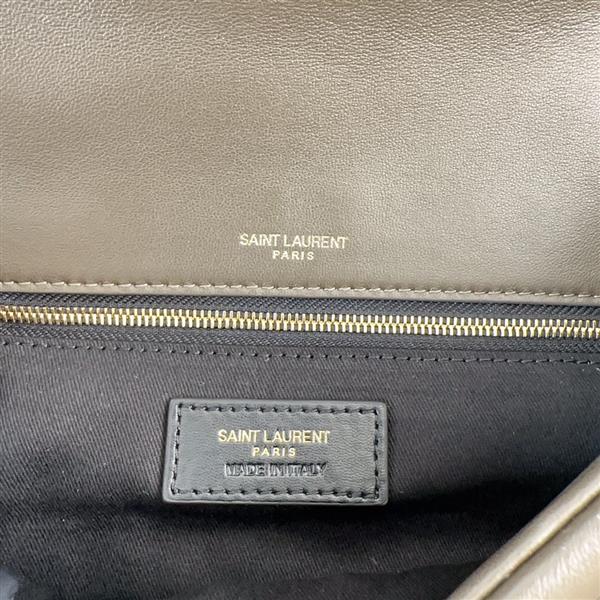 SAINT LAURENT
PARIS
SAINT LAURENT
PARIS
MADE IN ITALY